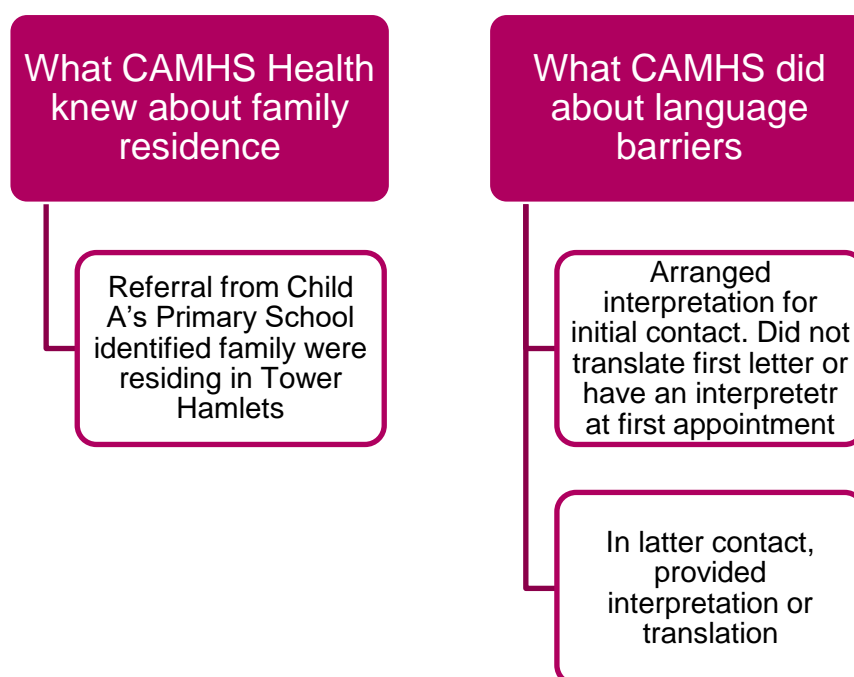 What CAMHS Health
knew about family
residence
Referral from Child
A’s Primary School
identified family were
residing in Tower
Hamlets
What CAMHS did
about language
barriers
Arranged
interpretation for
initial contact. Did not
translate first letter or
have an interpretetr
at first appointment
In latter contact,
provided
interpretation or
translation